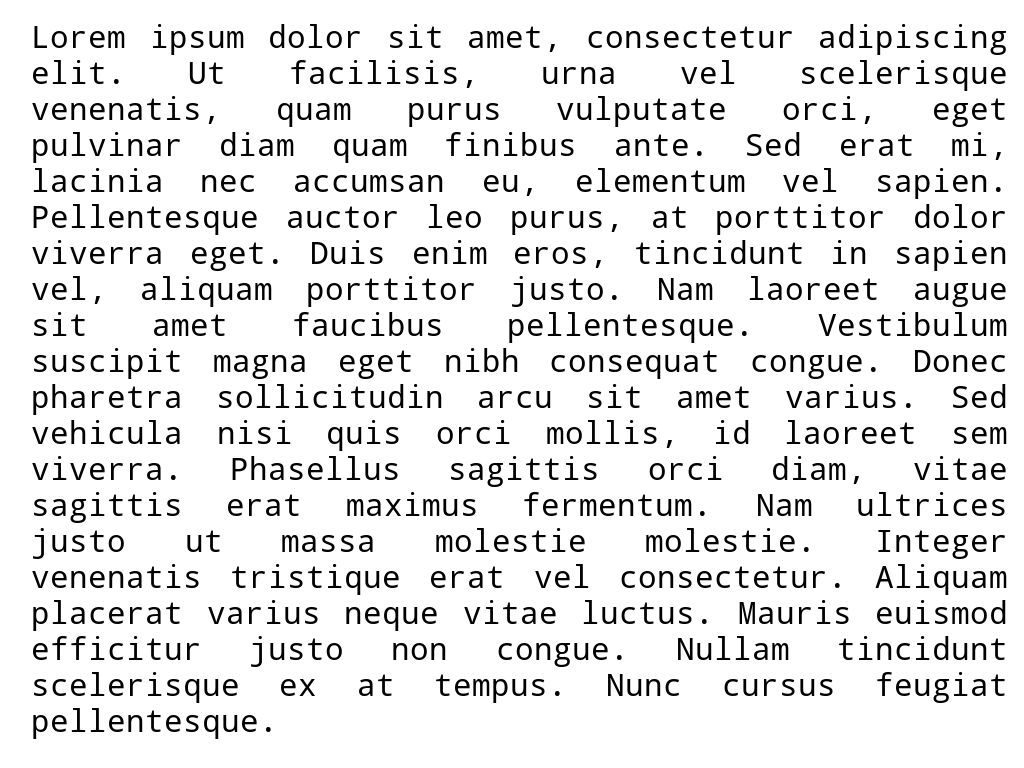 Lorem ipsum dolor sit amet, consectetur adipiscing
elit. Ut facilisis, urna vel scelerisque
venenatis, quam purus vulputate orci, eget
pulvinar diam quam finibus ante. Sed erat mi,
lacinia nec accumsan eu, elementum vel sapien.
Pellentesque auctor leo purus, at porttitor dolor
viverra eget. Duis enim eros, tincidunt in sapien
vel, aliquam porttitor justo. Nam laoreet augue
sit amet faucibus pellentesque. Vestibulum
suscipit magna eget nibh consequat congue. Donec
pharetra sollicitudin arcu sit amet varius. Sed
vehicula nisi quis orci mollis, id laoreet sem
viverra. Phasellus sagittis orci diam, vitae
sagittis erat maximus fermentum. Nam ultrices
justo ut massa molestie molestie. Integer
venenatis tristique erat vel consectetur. Aliquam
placerat varius neque vitae luctus. Mauris euismod
efficitur justo non congue. Nullam tincidunt
scelerisque ex at tempus. Nunc cursus feugiat
pellentesque.